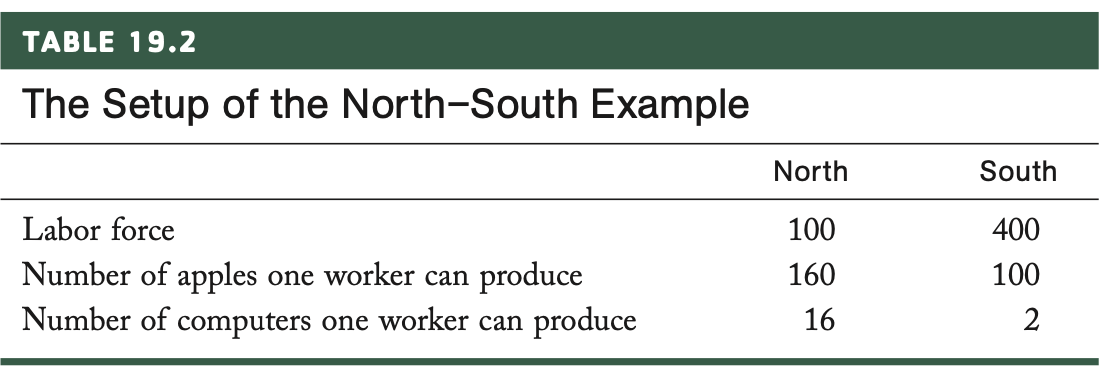 TABLE 19.2
The Setup of the North–South Example
North South
Labor force 100 400
Number of apples one worker can produce 160 100
Number of computers one worker can produce 16 2